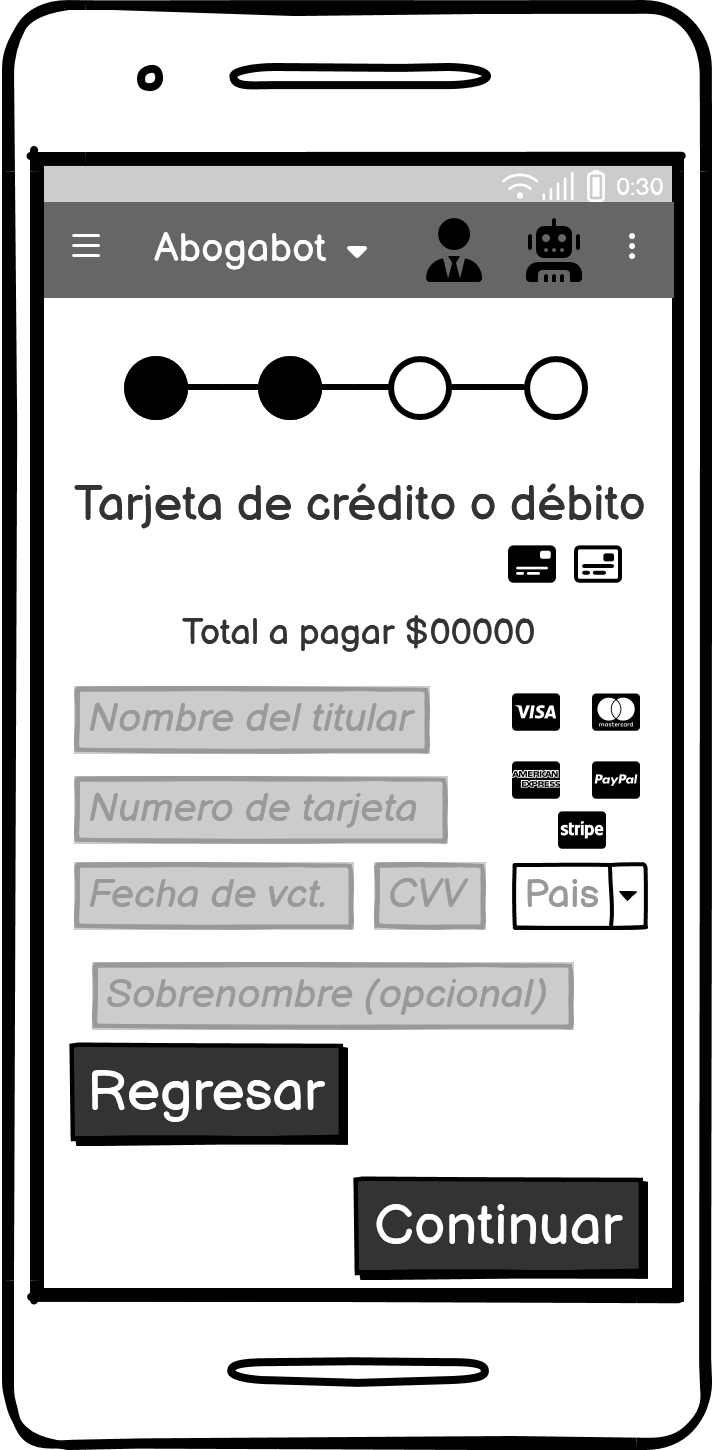 0:30
Abogabot
Tarjeta de crédito o débito
Total a pagar $00000
Nombre del titular
VISA
mastercard
Numero de tarjeta
AMERICAN EXPRESS
PayPal
stripe
Fecha de vct.
CVV
Pais
Sobrenombre (opcional)
Regresar
Continuar